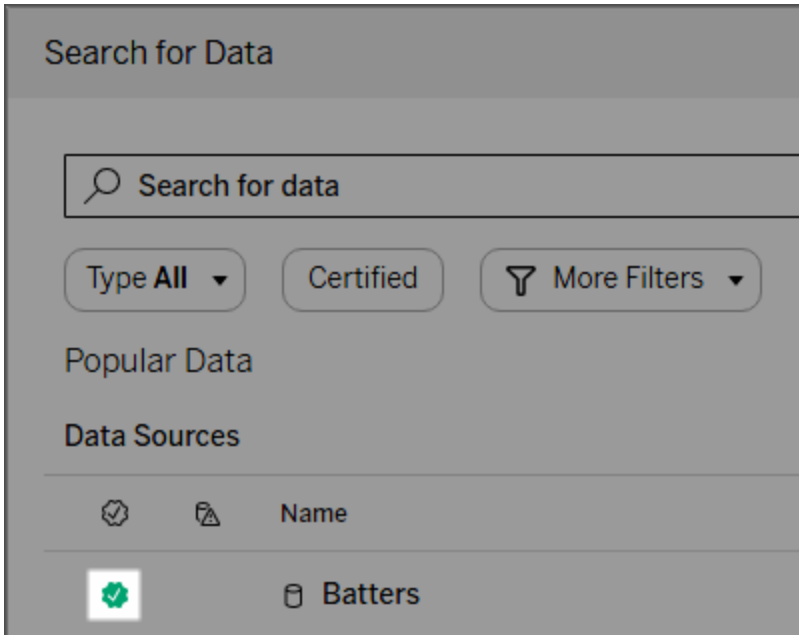 Search for Data
Search for data
Type All Certified More Filters
Popular Data
Data Sources
Name
Batters